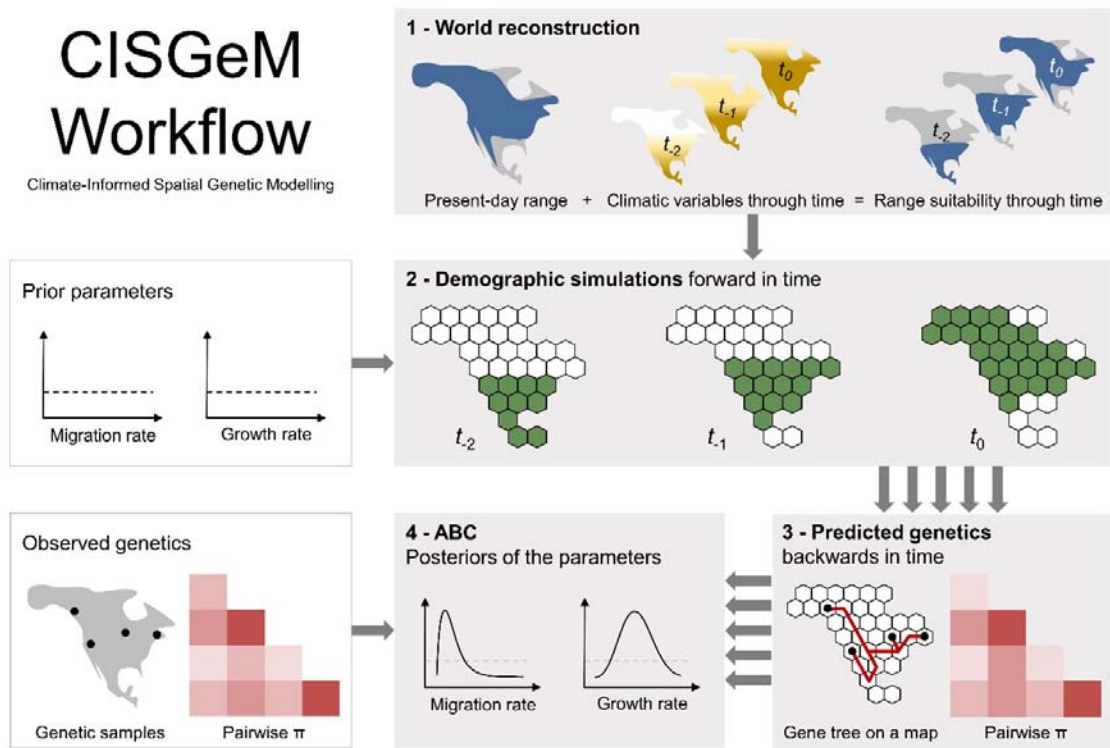 CISGeM
Workflow
Climate-Informed Spatial Genetic Modelling
1 - World reconstruction
t0
t-1
t-2
t0
t-1
t-2
Present-day range + Climatic variables through time = Range suitability through time
Prior parameters
Migration rate
Growth rate
2 - Demographic simulations forward in time
t-2
t-1
t0
Observed genetics
Genetic samples
Pairwise π
4 - ABC
Posteriors of the parameters
Migration rate
Growth rate
3 - Predicted genetics
backwards in time
Gene tree on a map
Pairwise π